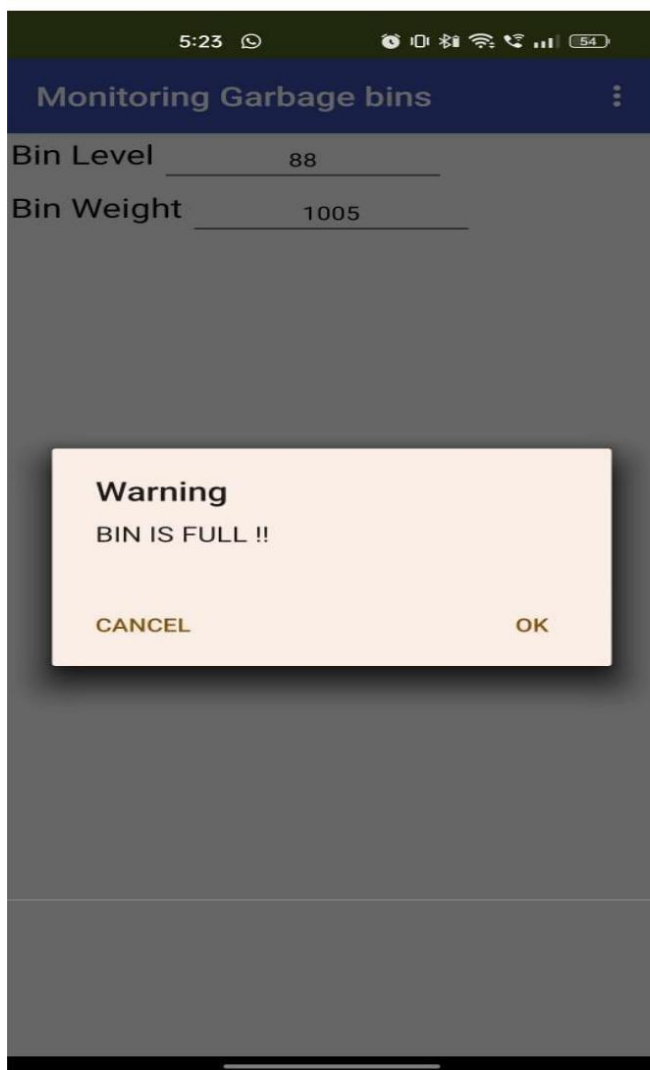 5:23 54
Monitoring Garbage bins
Bin Level 88
Bin Weight 1005
Warning
BIN IS FULL !!
CANCEL OK